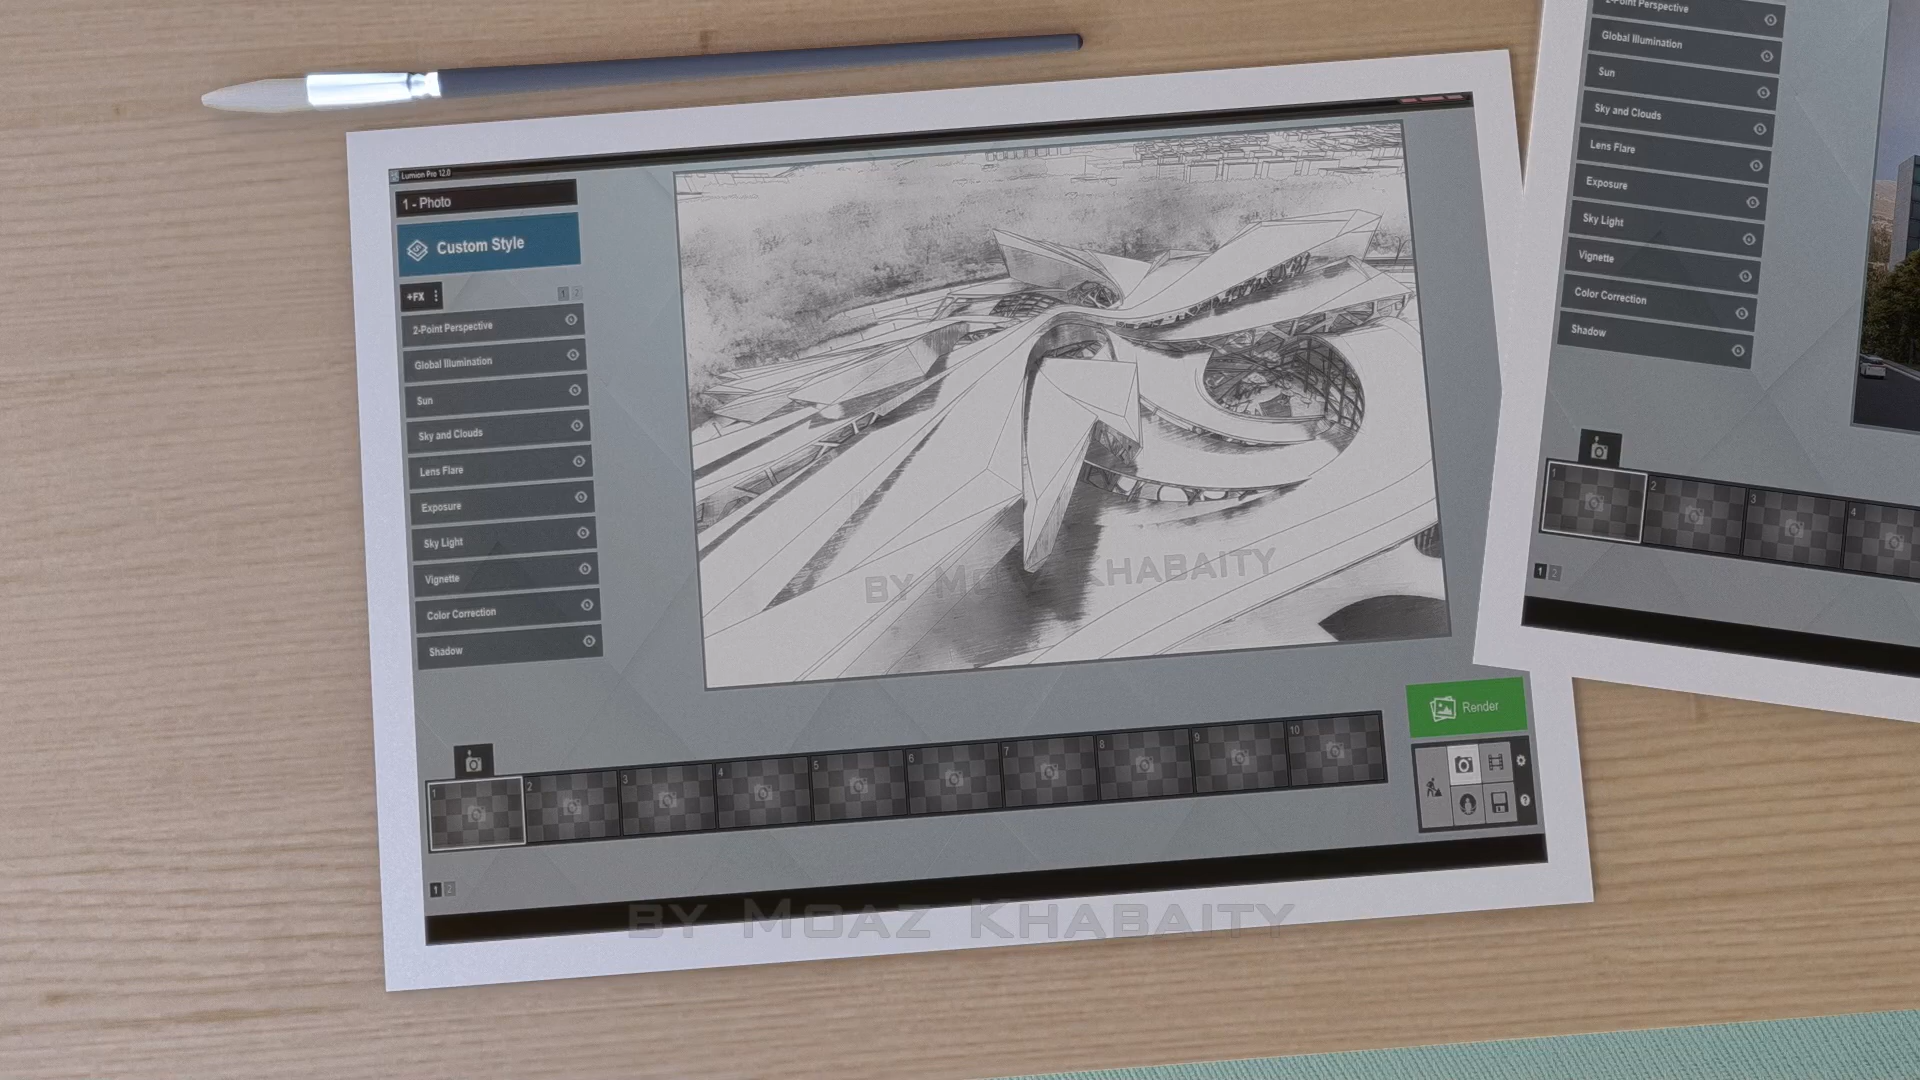 Lumion Pro 12.0
1 - Photo
Custom Style
+FX
1 2
2-Point Perspective
Global Illumination
Sun
Sky and Clouds
Lens Flare
Exposure
Sky Light
Vignette
Color Correction
Shadow
by Moaz Khabaity
Render
1 2 3 4 5 6 7 8 9 10
1 2
by Moaz Khabaity
2-Point Perspective
Global Illumination
Sun
Sky and Clouds
Lens Flare
Exposure
Sky Light
Vignette
Color Correction
Shadow
1 2 3 4
1 2